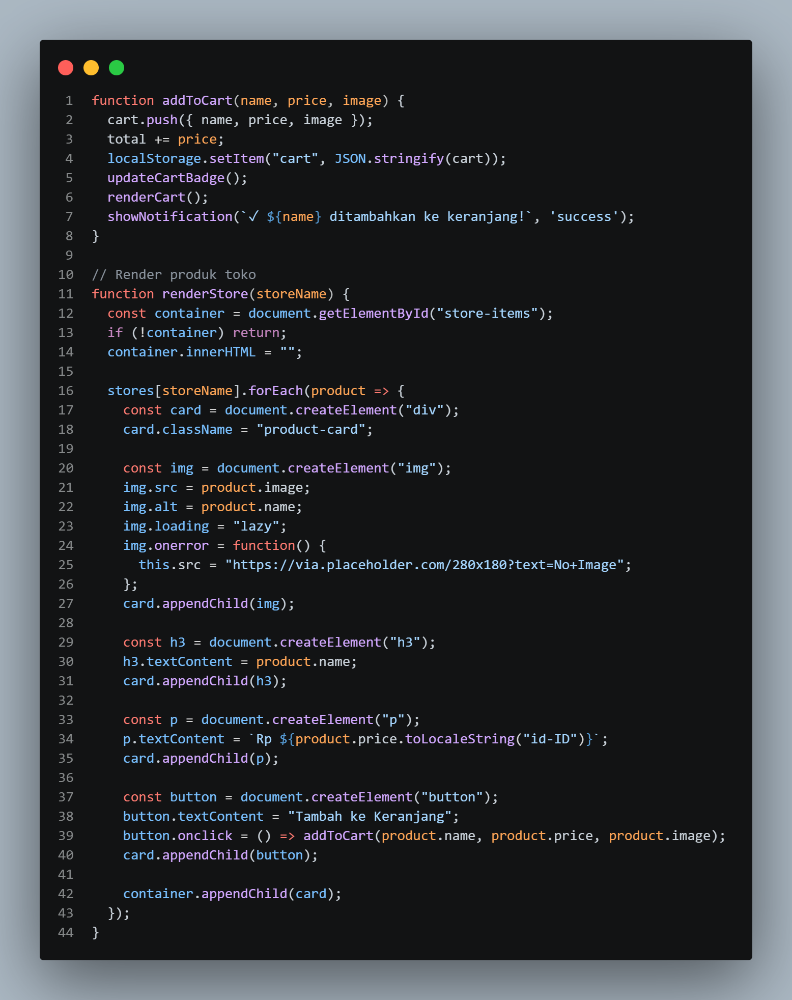 1 function addToCart(name, price, image) {
2   cart.push({ name, price, image });
3   total += price;
4   localStorage.setItem("cart", JSON.stringify(cart));
5   updateCartBadge();
6   renderCart();
7   showNotification(`✓ ${name} ditambahkan ke keranjang!`, 'success');
8 }
9
10 // Render produk toko
11 function renderStore(storeName) {
12   const container = document.getElementById("store-items");
13   if (!container) return;
14   container.innerHTML = "";
15
16   stores[storeName].forEach(product => {
17     const card = document.createElement("div");
18     card.className = "product-card";
19
20     const img = document.createElement("img");
21     img.src = product.image;
22     img.alt = product.name;
23     img.loading = "lazy";
24     img.onerror = function() {
25       this.src = "https://via.placeholder.com/280x180?text=No+Image";
26     };
27     card.appendChild(img);
28
29     const h3 = document.createElement("h3");
30     h3.textContent = product.name;
31     card.appendChild(h3);
32
33     const p = document.createElement("p");
34     p.textContent = `Rp ${product.price.toLocaleString("id-ID")}`;
35     card.appendChild(p);
36
37     const button = document.createElement("button");
38     button.textContent = "Tambah ke Keranjang";
39     button.onclick = () => addToCart(product.name, product.price, product.image);
40     card.appendChild(button);
41
42     container.appendChild(card);
43   });
44 }